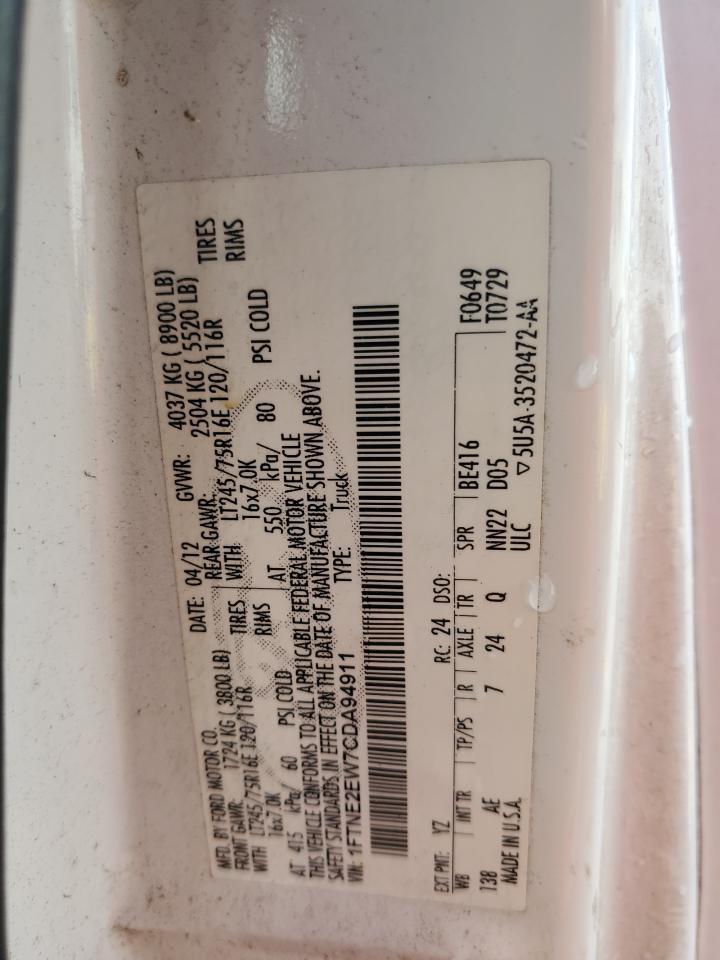 MFD. BY FORD MOTOR CO. DATE: 04/12 GVWR: 4037 KG ( 8900 LB)
FRONT GAWR: 1724 KG ( 3800 LB) REAR GAWR: 2504 KG ( 5520 LB)
WITH LT245/75R16E 120/116R TIRES WITH LT245/75R16E 120/116R TIRES
16x7.0K RIMS 16x7.0K RIMS
AT 415 kPa/ 60 PSI COLD AT 550 kPa/ 80 PSI COLD
THIS VEHICLE CONFORMS TO ALL APPLICABLE FEDERAL MOTOR VEHICLE
SAFETY STANDARDS IN EFFECT ON THE DATE OF MANUFACTURE SHOWN ABOVE.
VIN: 1FTNE2EW7CDA94911 TYPE: Truck
EXT PNT: YZ RC: 24 DSO:
WB INT TR TP/PS R AXLE TR SPR BE416 F0649
138 AE 7 24 Q NN22 D05 T0729
MADE IN U.S.A. ULC ▽5U5A-3520472-AA